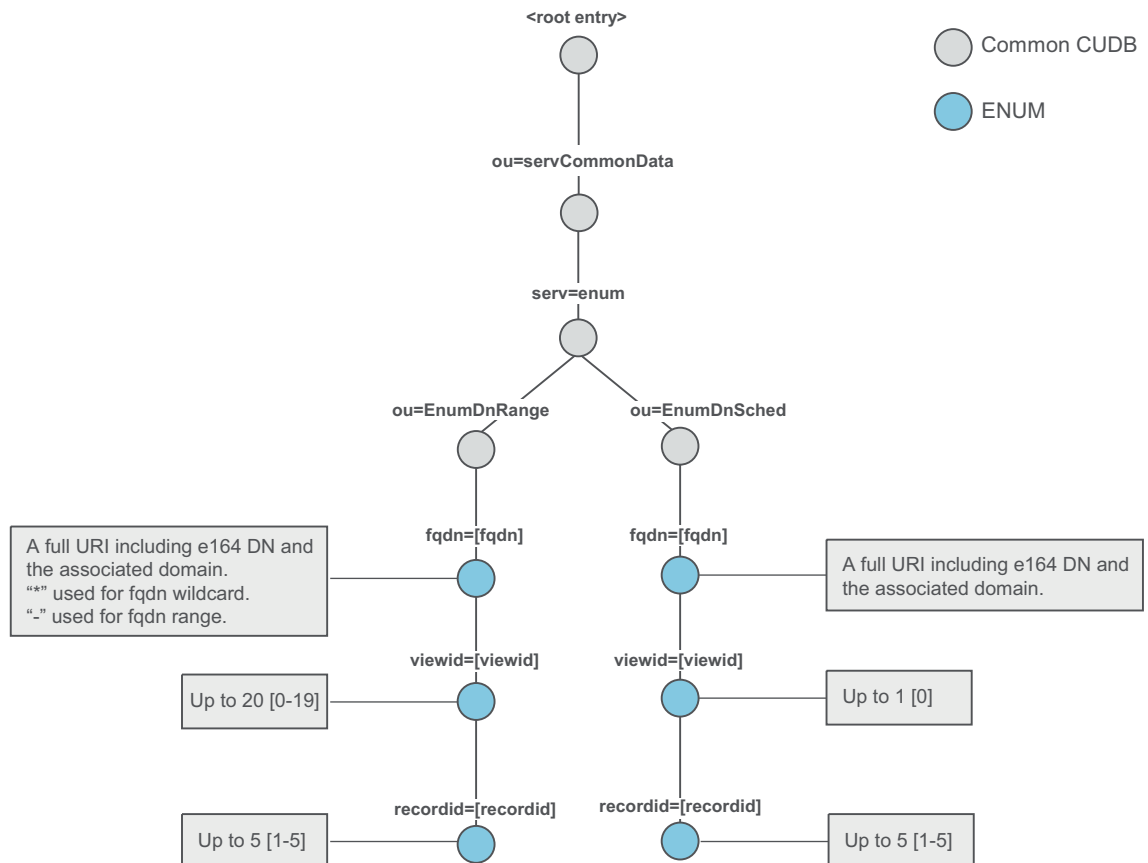 <root entry>
Common CUDB
ENUM
ou=servCommonData
serv=enum
ou=EnumDnRange
ou=EnumDnSched
fqdn=[fqdn]
fqdn=[fqdn]
A full URI including e164 DN and
the associated domain.
“*” used for fqdn wildcard.
“-” used for fqdn range.
A full URI including e164 DN and
the associated domain.
viewid=[viewid]
viewid=[viewid]
Up to 20 [0-19]
Up to 1 [0]
recordid=[recordid]
recordid=[recordid]
Up to 5 [1-5]
Up to 5 [1-5]